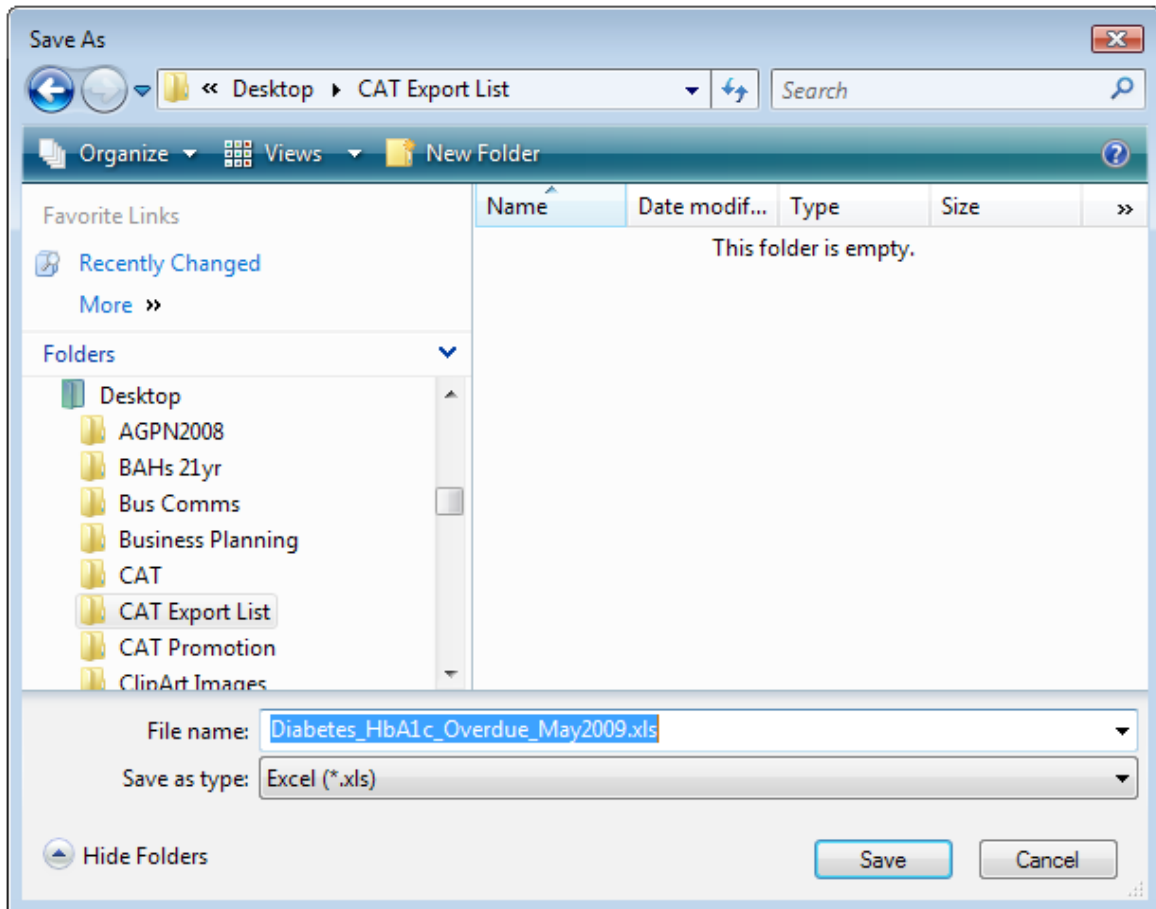 Save As
« Desktop ▸ CAT Export List
Search
Organize
Views
New Folder
Favorite Links
Recently Changed
More »
Folders
Desktop
AGPN2008
BAHs 21yr
Bus Comms
Business Planning
CAT
CAT Export List
CAT Promotion
ClipArt Images
Name Date modif... Type Size »
This folder is empty.
File name: Diabetes_HbA1c_Overdue_May2009.xls
Save as type: Excel (*.xls)
Hide Folders
Save
Cancel